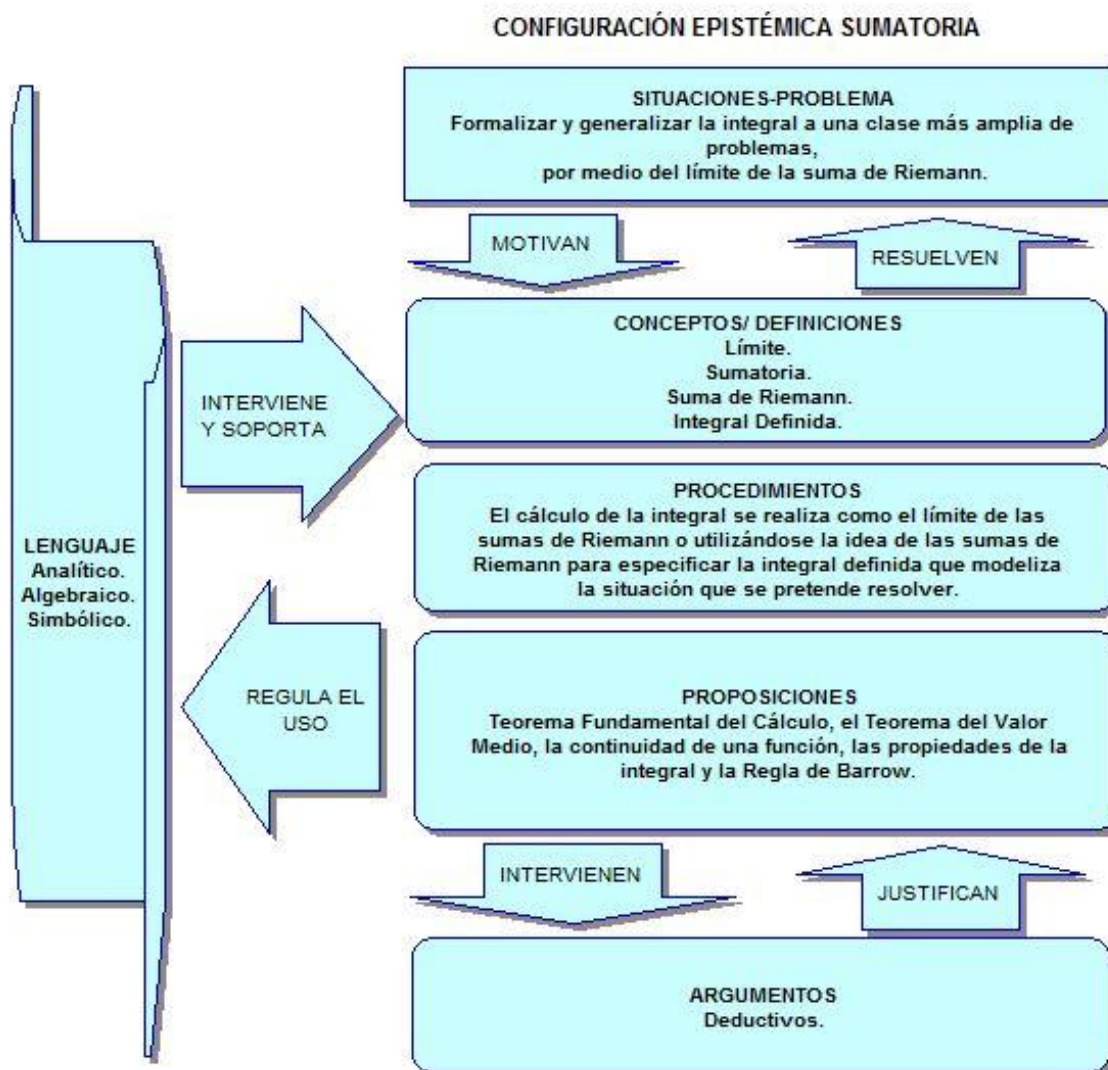 CONFIGURACIÓN EPISTÉMICA SUMATORIA
SITUACIONES-PROBLEMA
Formalizar y generalizar la integral a una clase más amplia de
problemas,
por medio del límite de la suma de Riemann.
MOTIVAN
RESUELVEN
CONCEPTOS/ DEFINICIONES
Límite.
Sumatoria.
Suma de Riemann.
Integral Definida.
INTERVIENE
Y SOPORTA
PROCEDIMIENTOS
El cálculo de la integral se realiza como el límite de las
sumas de Riemann o utilizándose la idea de las sumas de
Riemann para especificar la integral definida que modeliza
la situación que se pretende resolver.
LENGUAJE
Analítico.
Algebraico.
Simbólico.
REGULA EL
USO
PROPOSICIONES
Teorema Fundamental del Cálculo, el Teorema del Valor
Medio, la continuidad de una función, las propiedades de la
integral y la Regla de Barrow.
INTERVIENEN
JUSTIFICAN
ARGUMENTOS
Deductivos.